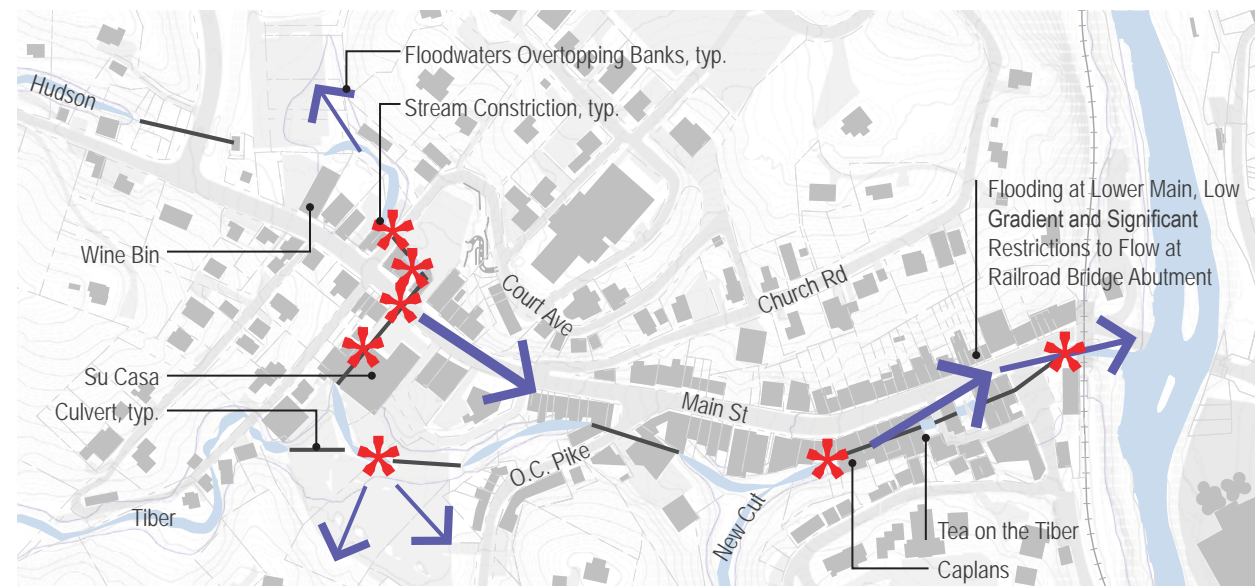 Floodwaters Overtopping Banks, typ.
Hudson
Stream Constriction, typ.
Flooding at Lower Main, Low
Gradient and Significant
Restrictions to Flow at
Railroad Bridge Abutment
Wine Bin
Court Ave
Church Rd
Su Casa
Culvert, typ.
Main St
O.C. Pike
Tiber
New Cut
Tea on the Tiber
Caplans